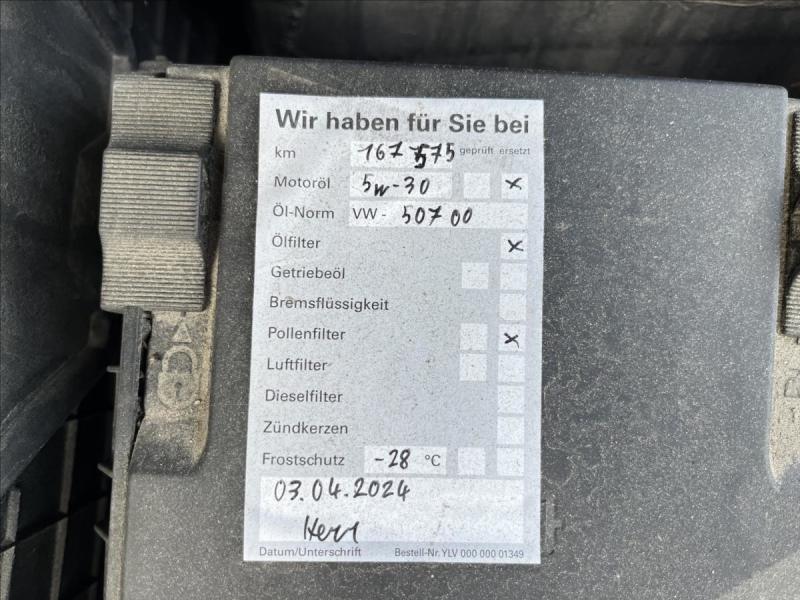 Wir haben für Sie bei
km 167 575 geprüft ersetzt
Motoröl 5W-30 x
Öl-Norm VW - 507 00
Ölfilter x
Getriebeöl
Bremsflüssigkeit
Pollenfilter x
Luftfilter
Dieselfilter
Zündkerzen
Frostschutz -28 °C
03.04.2024
Datum/Unterschrift Bestell-Nr. YLV 000 000 01349